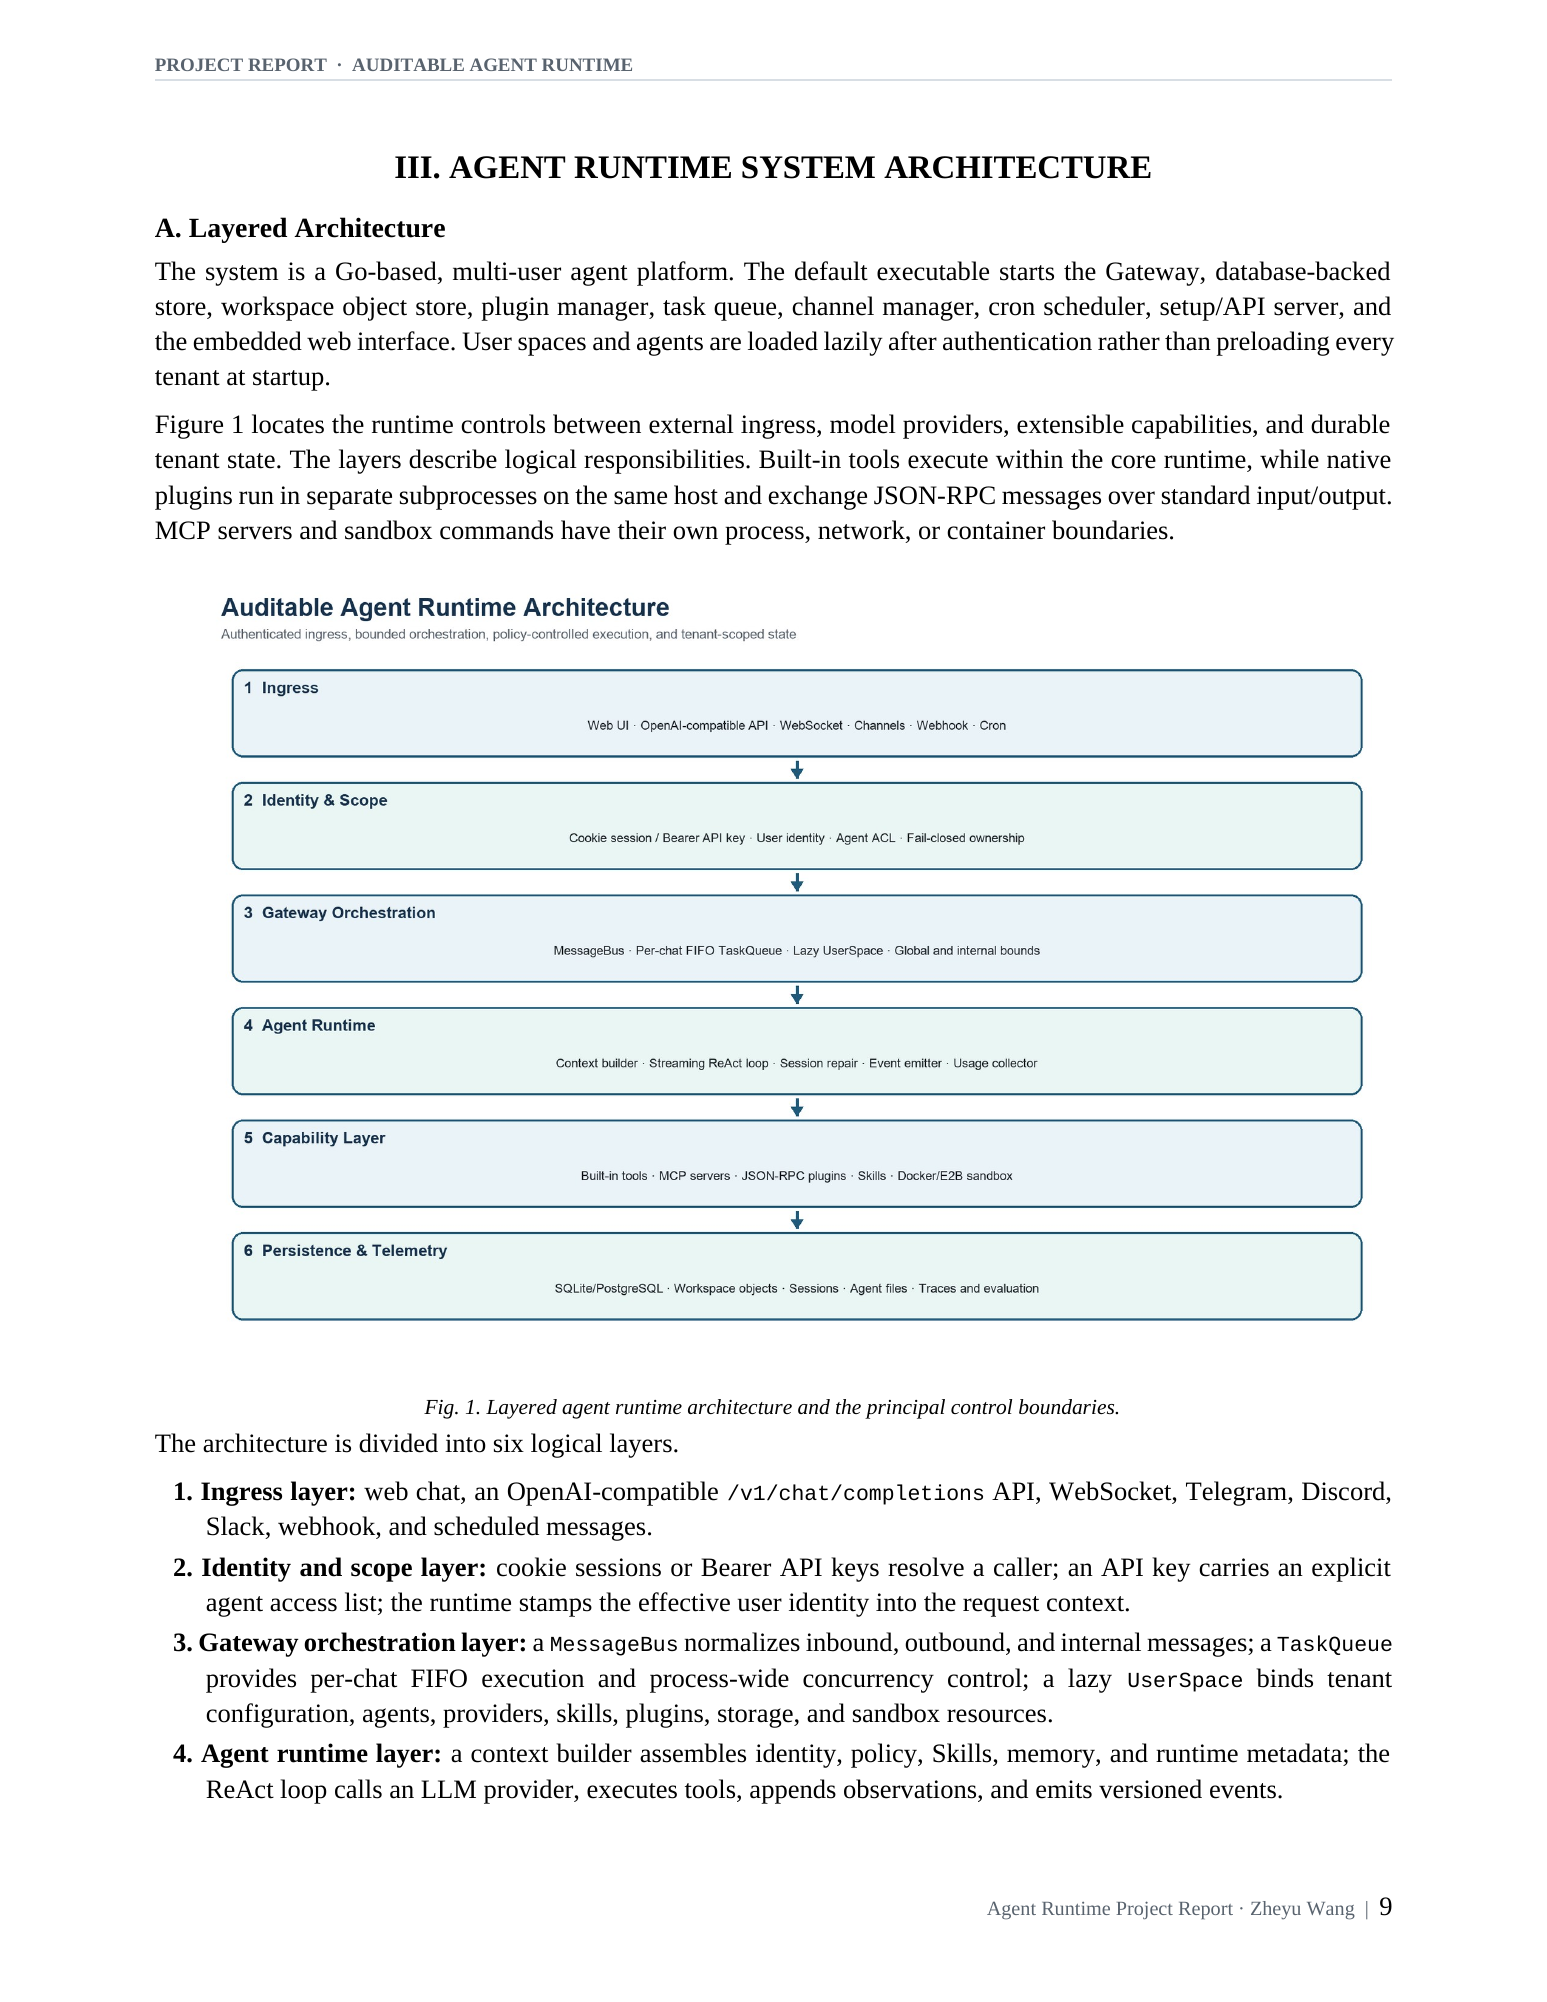 PROJECT REPORT · AUDITABLE AGENT RUNTIME
III. AGENT RUNTIME SYSTEM ARCHITECTURE
A. Layered Architecture
The system is a Go-based, multi-user agent platform. The default executable starts the Gateway, database-backed
store, workspace object store, plugin manager, task queue, channel manager, cron scheduler, setup/API server, and
the embedded web interface. User spaces and agents are loaded lazily after authentication rather than preloading every
tenant at startup.
Figure 1 locates the runtime controls between external ingress, model providers, extensible capabilities, and durable
tenant state. The layers describe logical responsibilities. Built-in tools execute within the core runtime, while native
plugins run in separate subprocesses on the same host and exchange JSON-RPC messages over standard input/output.
MCP servers and sandbox commands have their own process, network, or container boundaries.
Auditable Agent Runtime Architecture
Authenticated ingress, bounded orchestration, policy-controlled execution, and tenant-scoped state
1 Ingress
Web UI · OpenAI-compatible API · WebSocket · Channels · Webhook · Cron
2 Identity & Scope
Cookie session / Bearer API key · User identity · Agent ACL · Fail-closed ownership
3 Gateway Orchestration
MessageBus · Per-chat FIFO TaskQueue · Lazy UserSpace · Global and internal bounds
4 Agent Runtime
Context builder · Streaming ReAct loop · Session repair · Event emitter · Usage collector
5 Capability Layer
Built-in tools · MCP servers · JSON-RPC plugins · Skills · Docker/E2B sandbox
6 Persistence & Telemetry
SQLite/PostgreSQL · Workspace objects · Sessions · Agent files · Traces and evaluation
Fig. 1. Layered agent runtime architecture and the principal control boundaries.
The architecture is divided into six logical layers.
1. Ingress layer: web chat, an OpenAI-compatible /v1/chat/completions API, WebSocket, Telegram, Discord,
Slack, webhook, and scheduled messages.
2. Identity and scope layer: cookie sessions or Bearer API keys resolve a caller; an API key carries an explicit
agent access list; the runtime stamps the effective user identity into the request context.
3. Gateway orchestration layer: a MessageBus normalizes inbound, outbound, and internal messages; a TaskQueue
provides per-chat FIFO execution and process-wide concurrency control; a lazy UserSpace binds tenant
configuration, agents, providers, skills, plugins, storage, and sandbox resources.
4. Agent runtime layer: a context builder assembles identity, policy, Skills, memory, and runtime metadata; the
ReAct loop calls an LLM provider, executes tools, appends observations, and emits versioned events.
Agent Runtime Project Report · Zheyu Wang | 9